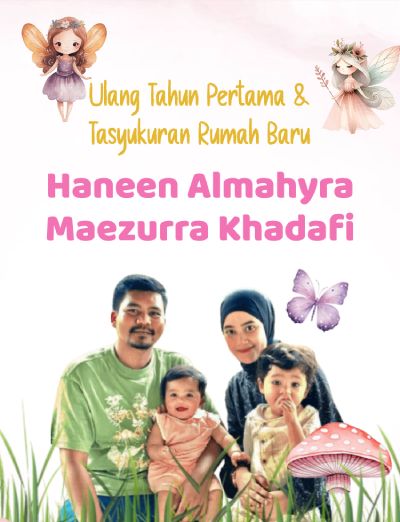 Ulang Tahun Pertama &
Tasyukuran Rumah Baru
Haneen Almahyra
Maezurra Khadafi